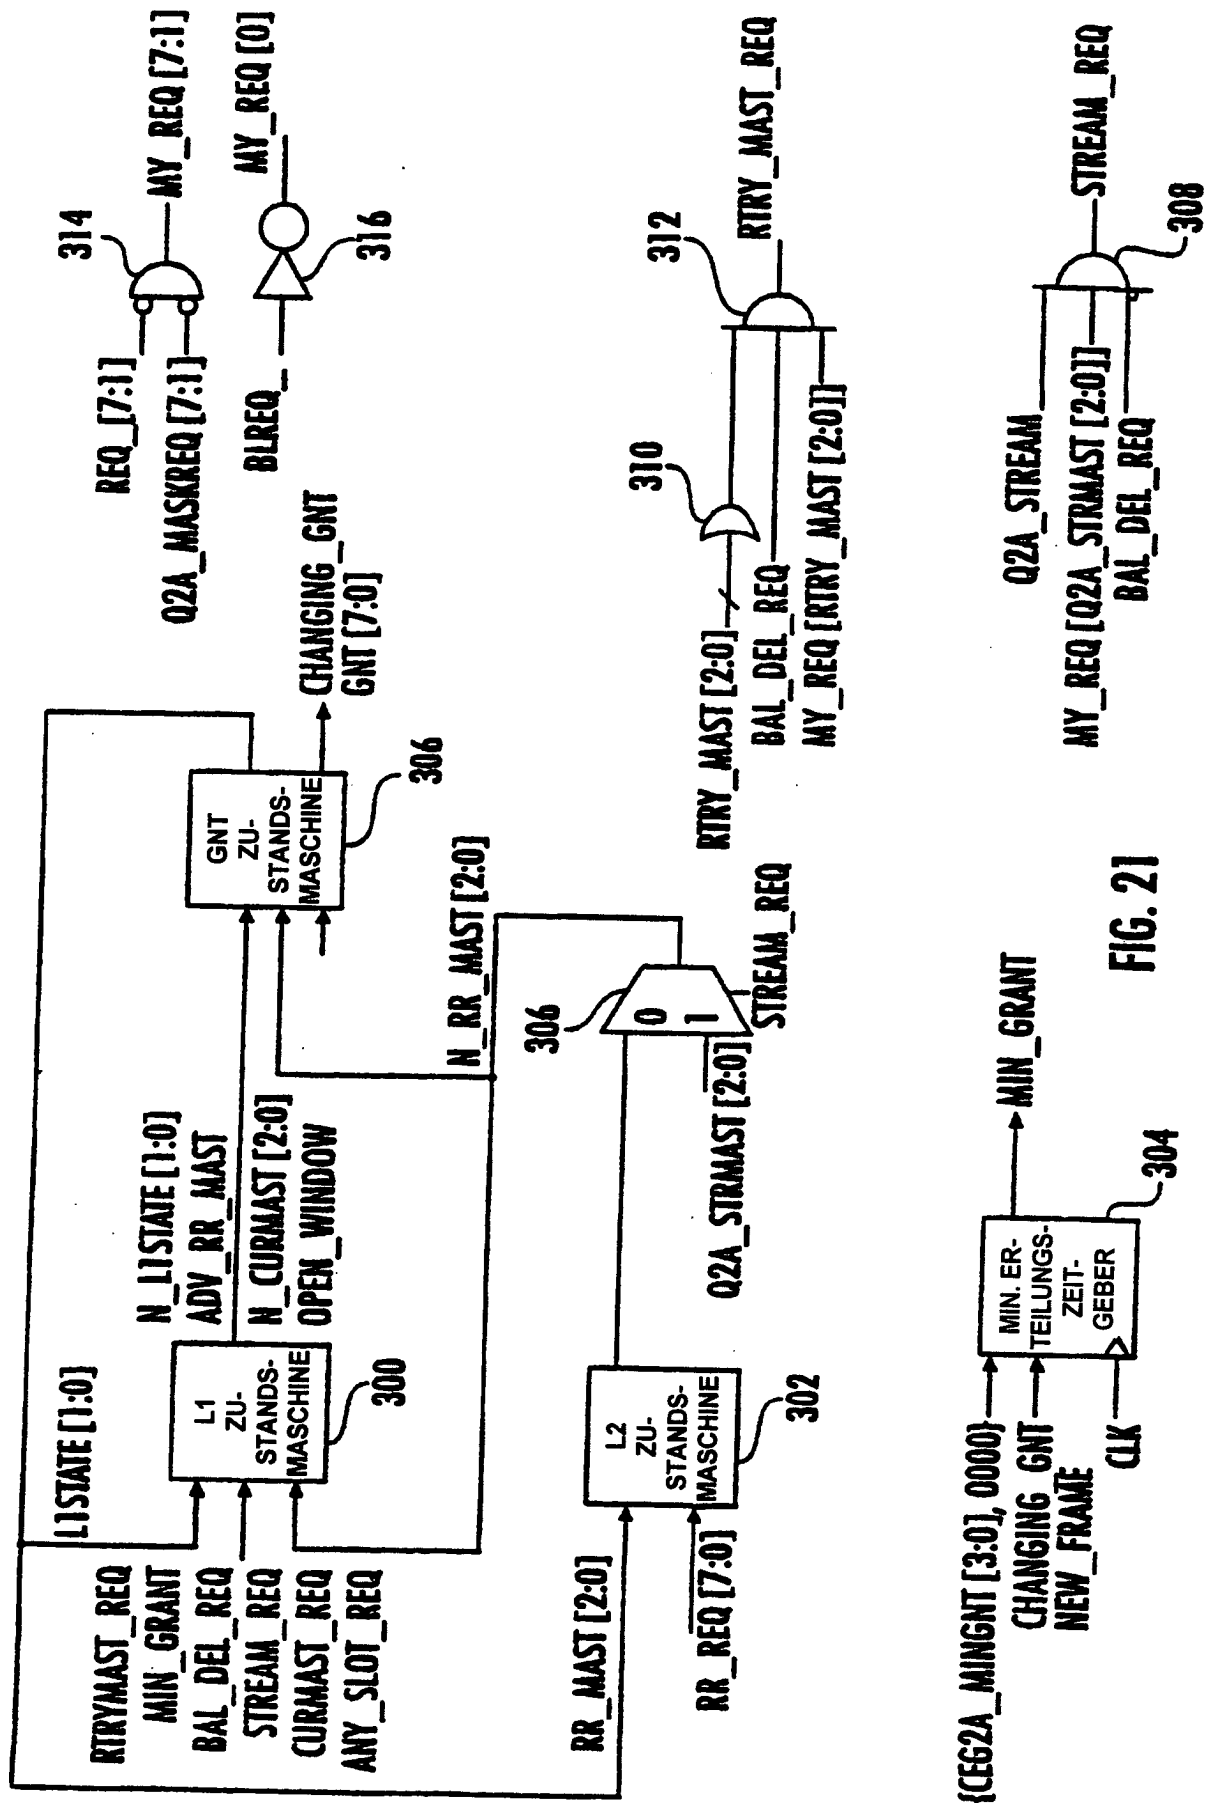 L1STATE [1:0]
RTRYMAST_REQ
MIN_GRANT
BAL_DEL_REQ
STREAM_REQ
CURMAST_REQ
ANY_SLOT_REQ
L1
ZU-
STANDS-
MASCHINE
300
N_L1STATE [1:0]
ADV_RR_MAST
N_CURMAST [2:0]
OPEN_WINDOW
GNT
ZU-
STANDS-
MASCHINE
306
CHANGING_GNT
GNT [7:0]
REQ_[7:1]
Q2A_MASKREQ [7:1]
314
MY_REQ [7:1]
BLREQ_
316
MY_REQ [0]
RR_MAST [2:0]
RR_REQ [7:0]
L2
ZU-
STANDS-
MASCHINE
302
N_RR_MAST [2:0]
306
0
1
Q2A_STRMAST [2:0]
STREAM_REQ
RTRY_MAST [2:0]
BAL_DEL_REQ
MY_REQ [RTRY_MAST [2:0]]
310
312
RTRY_MAST_REQ
{CEG2A_MINGNT [3:0], 0000}
CHANGING_GNT
NEW_FRAME
CLK
MIN. ER-
TEILUNGS-
ZEIT-
GEBER
304
MIN_GRANT
Q2A_STREAM
MY_REQ [Q2A_STRMAST [2:0]]
BAL_DEL_REQ
308
STREAM_REQ
FIG. 21